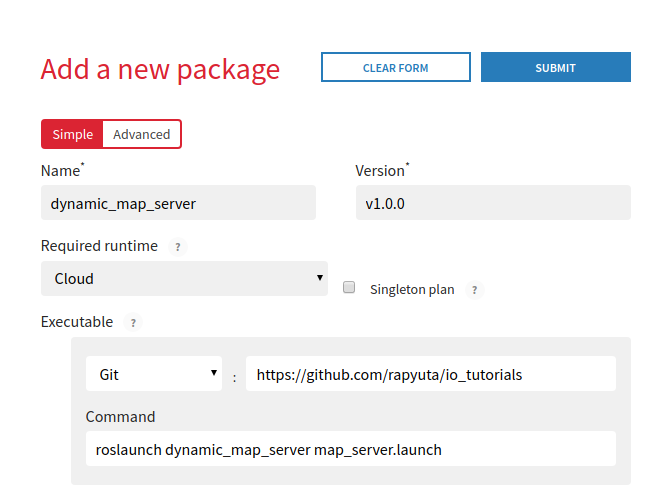 Add a new package CLEAR FORM SUBMIT
Simple Advanced
Name* Version*
dynamic_map_server v1.0.0
Required runtime ?
Cloud Singleton plan ?
Executable ?
Git : https://github.com/rapyuta/io_tutorials
Command
roslaunch dynamic_map_server map_server.launch